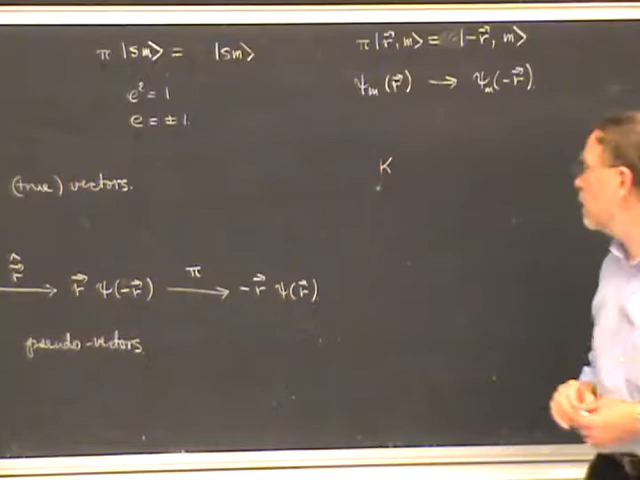 π |sm⟩ = |sm⟩
e² = 1
e = ±1.
(true) vectors.
r̂⃗ → r⃗ ψ(-r⃗) —π→ -r⃗ ψ(r⃗)
pseudo-vectors.
π|r⃗, m⟩ = |-r⃗, m⟩
ψₘ(r⃗) → ψₘ(-r⃗).
K